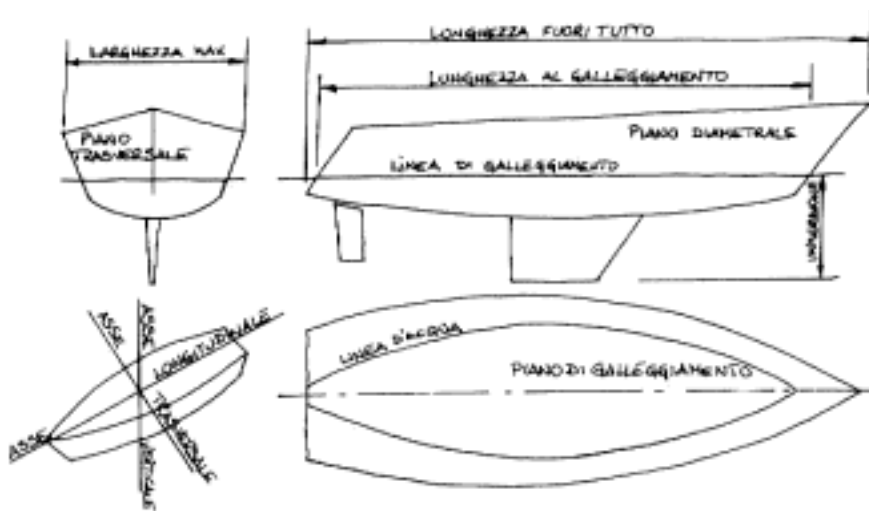 LARGHEZZA MAX
LONGHEZZA FUORI TUTTO
LUNGHEZZA AL GALLEGGIAMENTO
PIANO
TRASVERSALE
PIANO DIAMETRALE
LINEA DI GALLEGGIAMENTO
IMMERSIONE
ASSE
ASSE
LONGITUDINALE
TRASVERSALE
ASSE
VERTICALE
LINEA D'ACQUA
PIANO DI GALLEGGIAMENTO